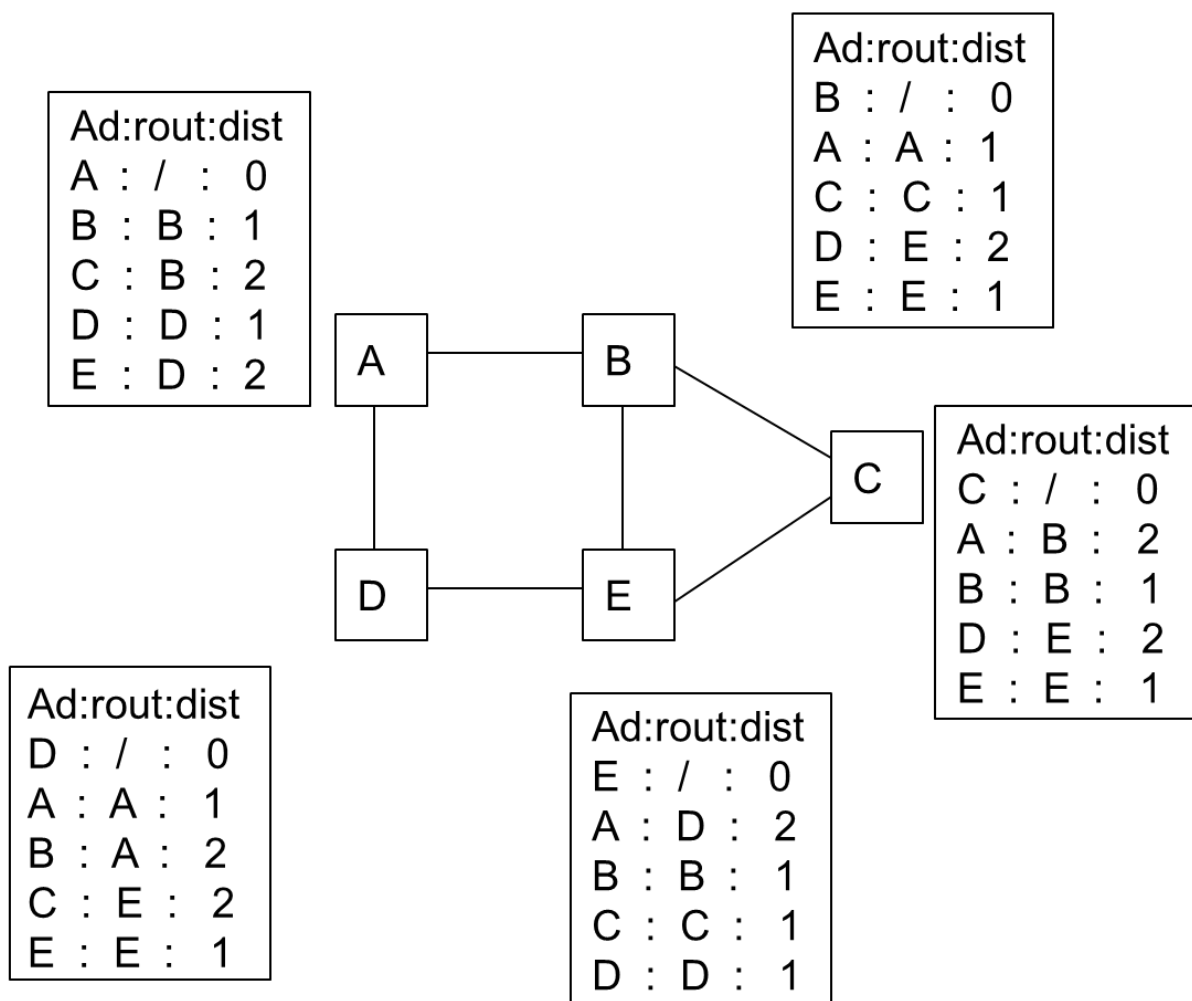 Ad:rout:dist
B : / : 0
A : A : 1
C : C : 1
D : E : 2
E : E : 1
Ad:rout:dist
A : / : 0
B : B : 1
C : B : 2
D : D : 1
E : D : 2
A
B
C
D
E
Ad:rout:dist
C : / : 0
A : B : 2
B : B : 1
D : E : 2
E : E : 1
Ad:rout:dist
D : / : 0
A : A : 1
B : A : 2
C : E : 2
E : E : 1
Ad:rout:dist
E : / : 0
A : D : 2
B : B : 1
C : C : 1
D : D : 1